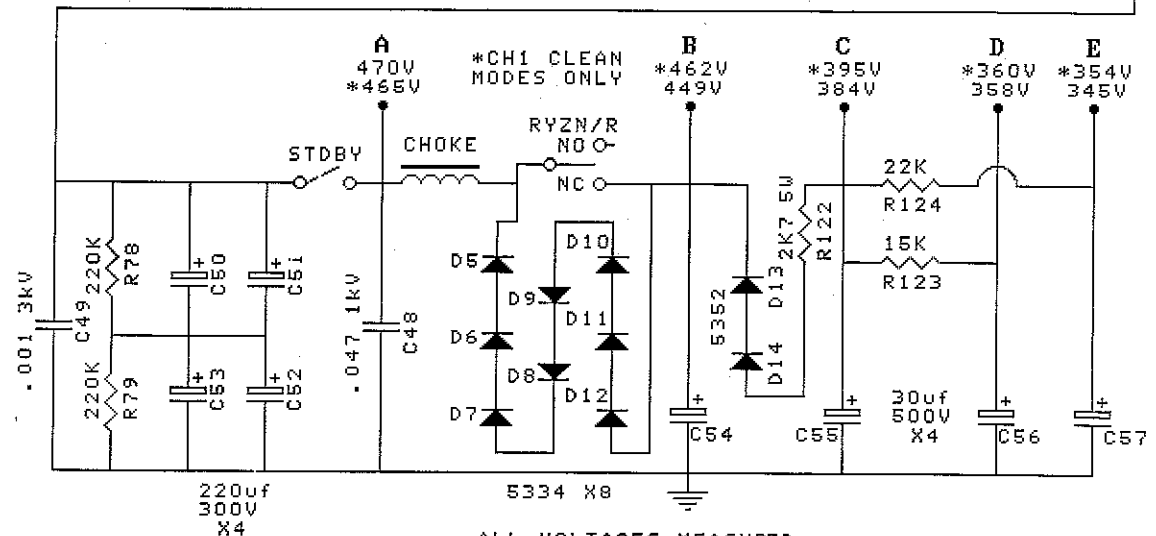 A B C D E
470V *CH1 CLEAN *462V *395V *360V *354V
*465V MODES ONLY 449V 384V 358V 345V
RYZN/R
STDBY CHOKE NO
NC
22K
R124
15K
R123
2K7 5W
R122
220K
R78
C50
C51
.001 3kV
C49
220K
R79
C53
C52
.047 1kV
C48
D5
D6
D7
D9
D8
D10
D11
D12
5352
D13
D14
C54
C55
30uf
500V
X4
C56
C57
220uf
300V
X4
5334 X8
ALL VOLTAGES MEASURED